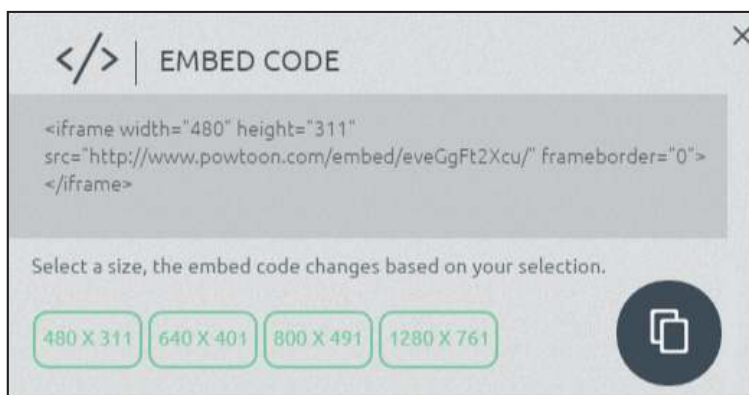 </> | EMBED CODE
<iframe width="480" height="311"
src="http://www.powtoon.com/embed/eveGgFt2Xcu/" frameborder="0">
</iframe>
Select a size, the embed code changes based on your selection.
480 X 311 640 X 401 800 X 491 1280 X 761